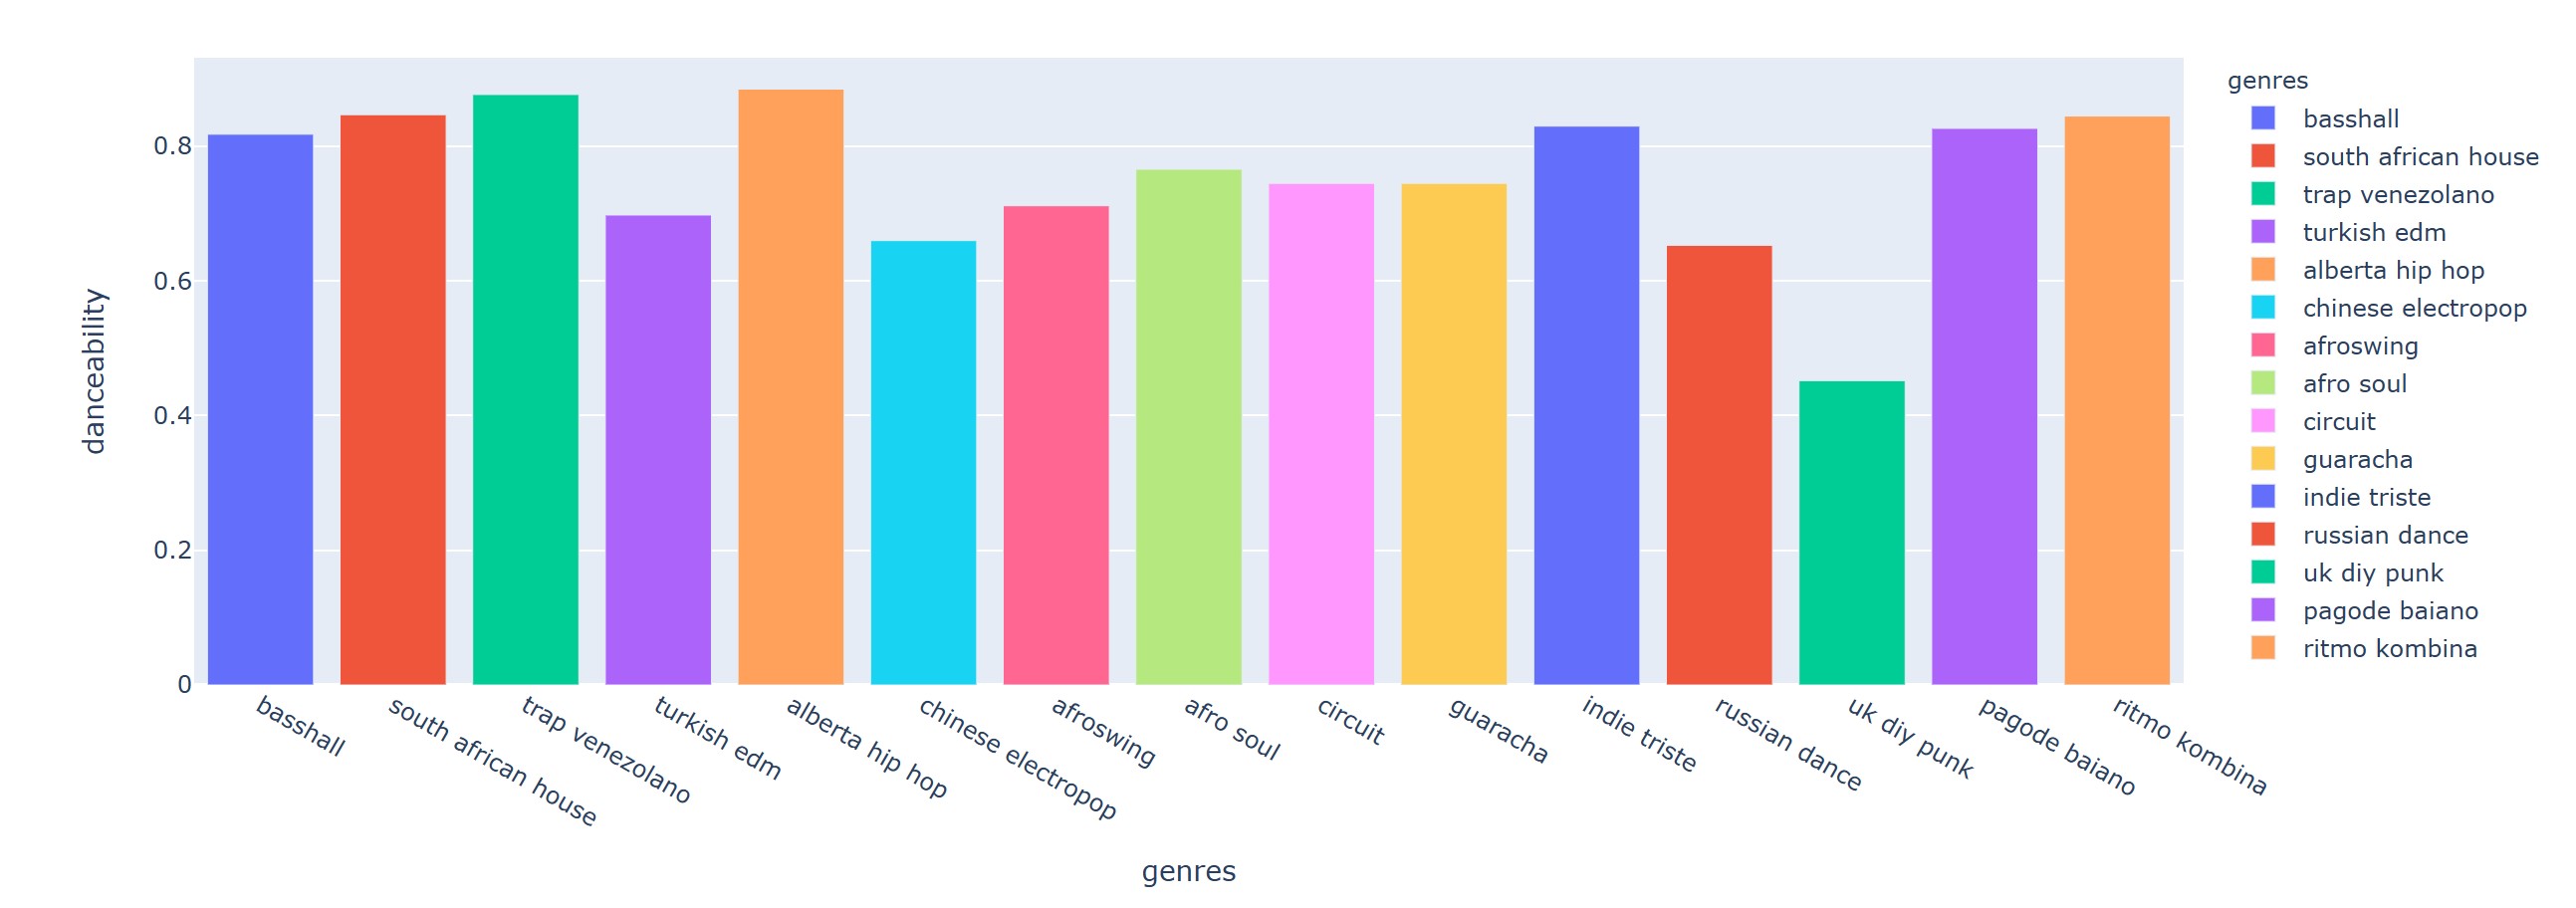 0.8
0.6
0.4
0.2
0
danceability
basshall
south african house
trap venezolano
turkish edm
alberta hip hop
chinese electropop
afroswing
afro soul
circuit
guaracha
indie triste
russian dance
uk diy punk
pagode baiano
ritmo kombina
genres
genres
basshall
south african house
trap venezolano
turkish edm
alberta hip hop
chinese electropop
afroswing
afro soul
circuit
guaracha
indie triste
russian dance
uk diy punk
pagode baiano
ritmo kombina